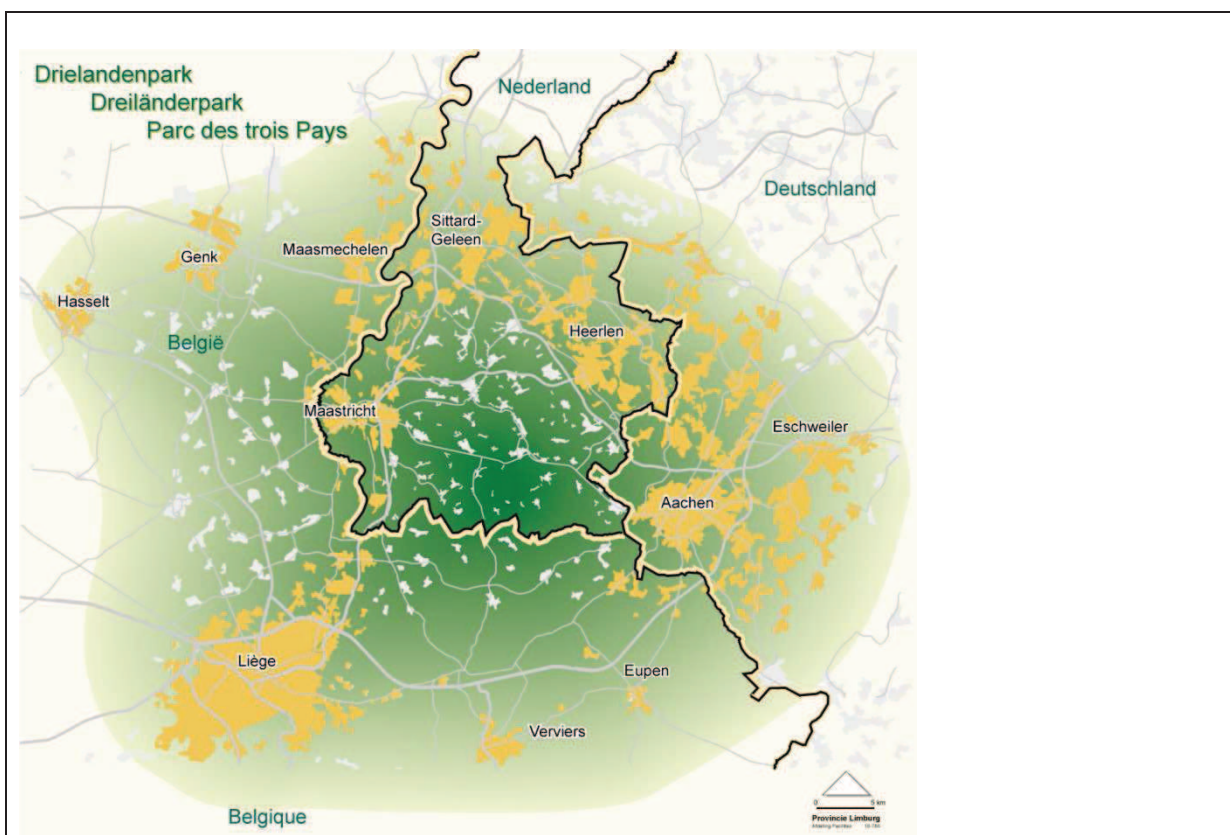 Drielandenpark
Dreiländerpark
Parc des trois Pays
Nederland
Deutschland
Sittard-
Geleen
Maasmechelen
Genk
Hasselt
België
Heerlen
Maastricht
Eschweiler
Aachen
Liège
Eupen
Verviers
Belgique
0 5 km
Provincie Limburg